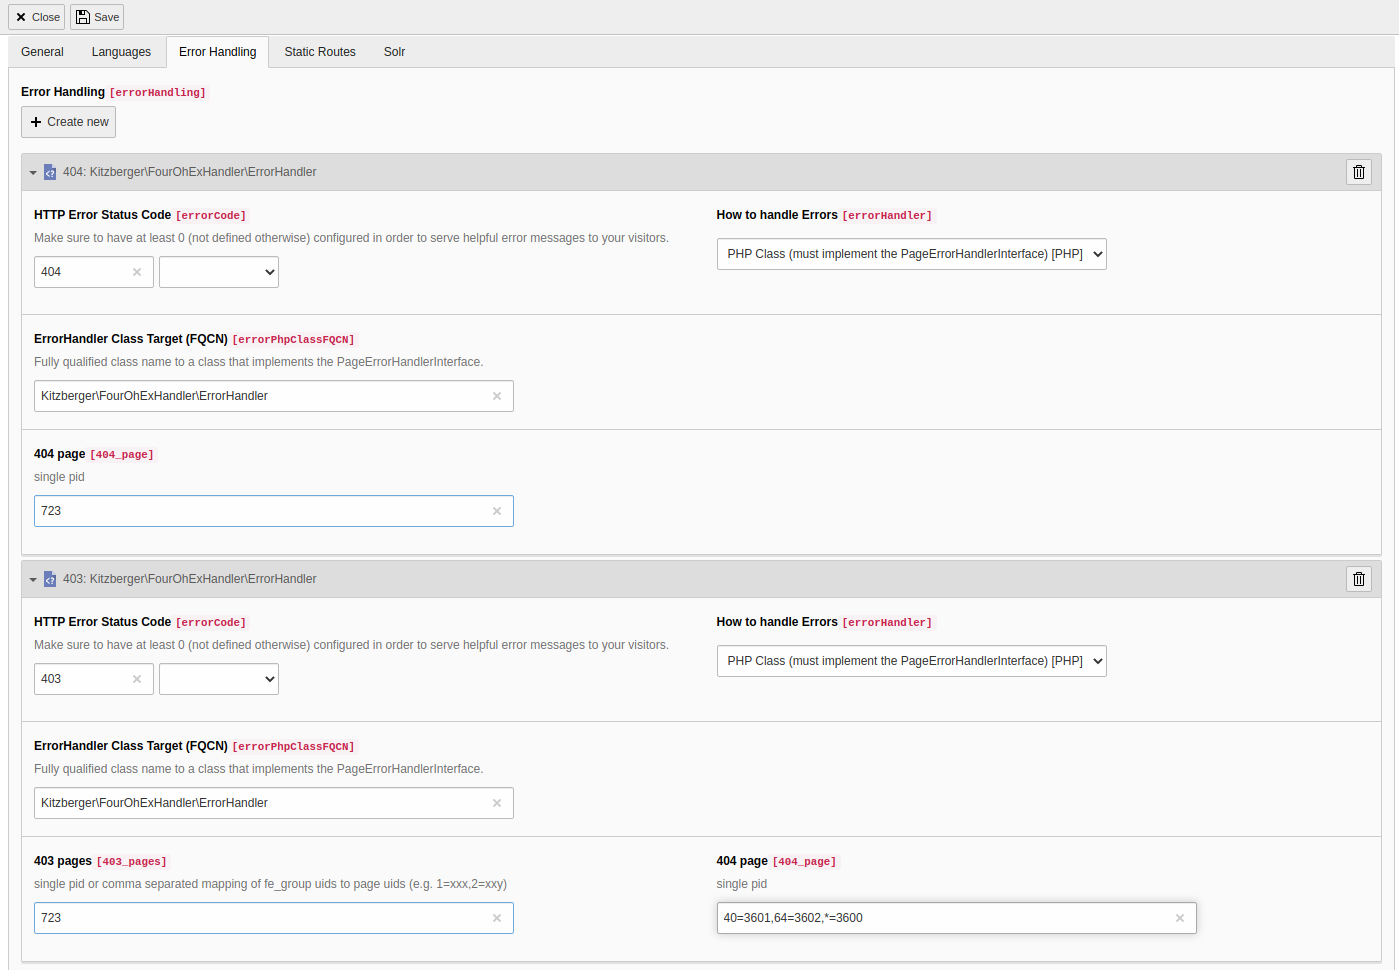 Close Save
General Languages Error Handling Static Routes Solr
Error Handling [errorHandling]
Create new
404: Kitzberger\FourOhExHandler\ErrorHandler
HTTP Error Status Code [errorCode] How to handle Errors [errorHandler]
Make sure to have at least 0 (not defined otherwise) configured in order to serve helpful error messages to your visitors.
404 PHP Class (must implement the PageErrorHandlerInterface) [PHP]
ErrorHandler Class Target (FQCN) [errorPhpClassFQCN]
Fully qualified class name to a class that implements the PageErrorHandlerInterface.
Kitzberger\FourOhExHandler\ErrorHandler
404 page [404_page]
single pid
723
403: Kitzberger\FourOhExHandler\ErrorHandler
HTTP Error Status Code [errorCode] How to handle Errors [errorHandler]
Make sure to have at least 0 (not defined otherwise) configured in order to serve helpful error messages to your visitors.
403 PHP Class (must implement the PageErrorHandlerInterface) [PHP]
ErrorHandler Class Target (FQCN) [errorPhpClassFQCN]
Fully qualified class name to a class that implements the PageErrorHandlerInterface.
Kitzberger\FourOhExHandler\ErrorHandler
403 pages [403_pages] 404 page [404_page]
single pid or comma separated mapping of fe_group uids to page uids (e.g. 1=xxx,2=xxy) single pid
723 40=3601,64=3602,*=3600